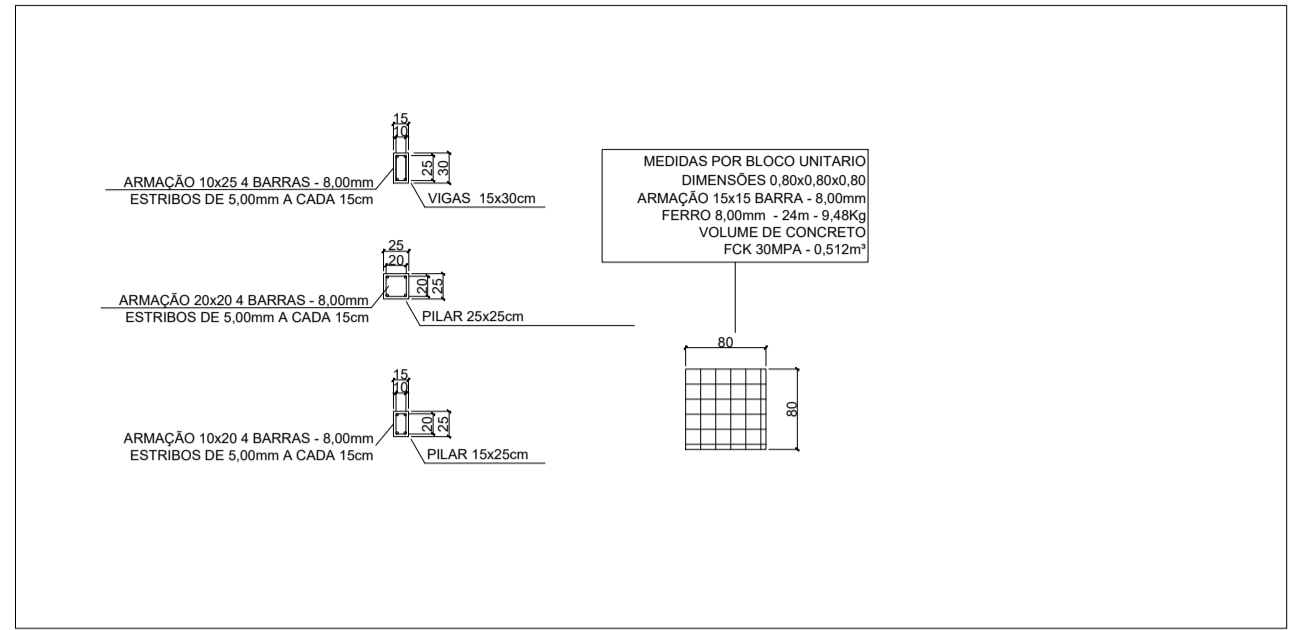 15
10
25
30
ARMAÇÃO 10x25 4 BARRAS - 8,00mm
ESTRIBOS DE 5,00mm A CADA 15cm
VIGAS 15x30cm
25
20
20
25
ARMAÇÃO 20x20 4 BARRAS - 8,00mm
ESTRIBOS DE 5,00mm A CADA 15cm
PILAR 25x25cm
15
10
20
25
ARMAÇÃO 10x20 4 BARRAS - 8,00mm
ESTRIBOS DE 5,00mm A CADA 15cm
PILAR 15x25cm
MEDIDAS POR BLOCO UNITARIO
DIMENSÕES 0,80x0,80x0,80
ARMAÇÃO 15x15 BARRA - 8,00mm
FERRO 8,00mm - 24m - 9,48Kg
VOLUME DE CONCRETO
FCK 30MPA - 0,512m³
80
80